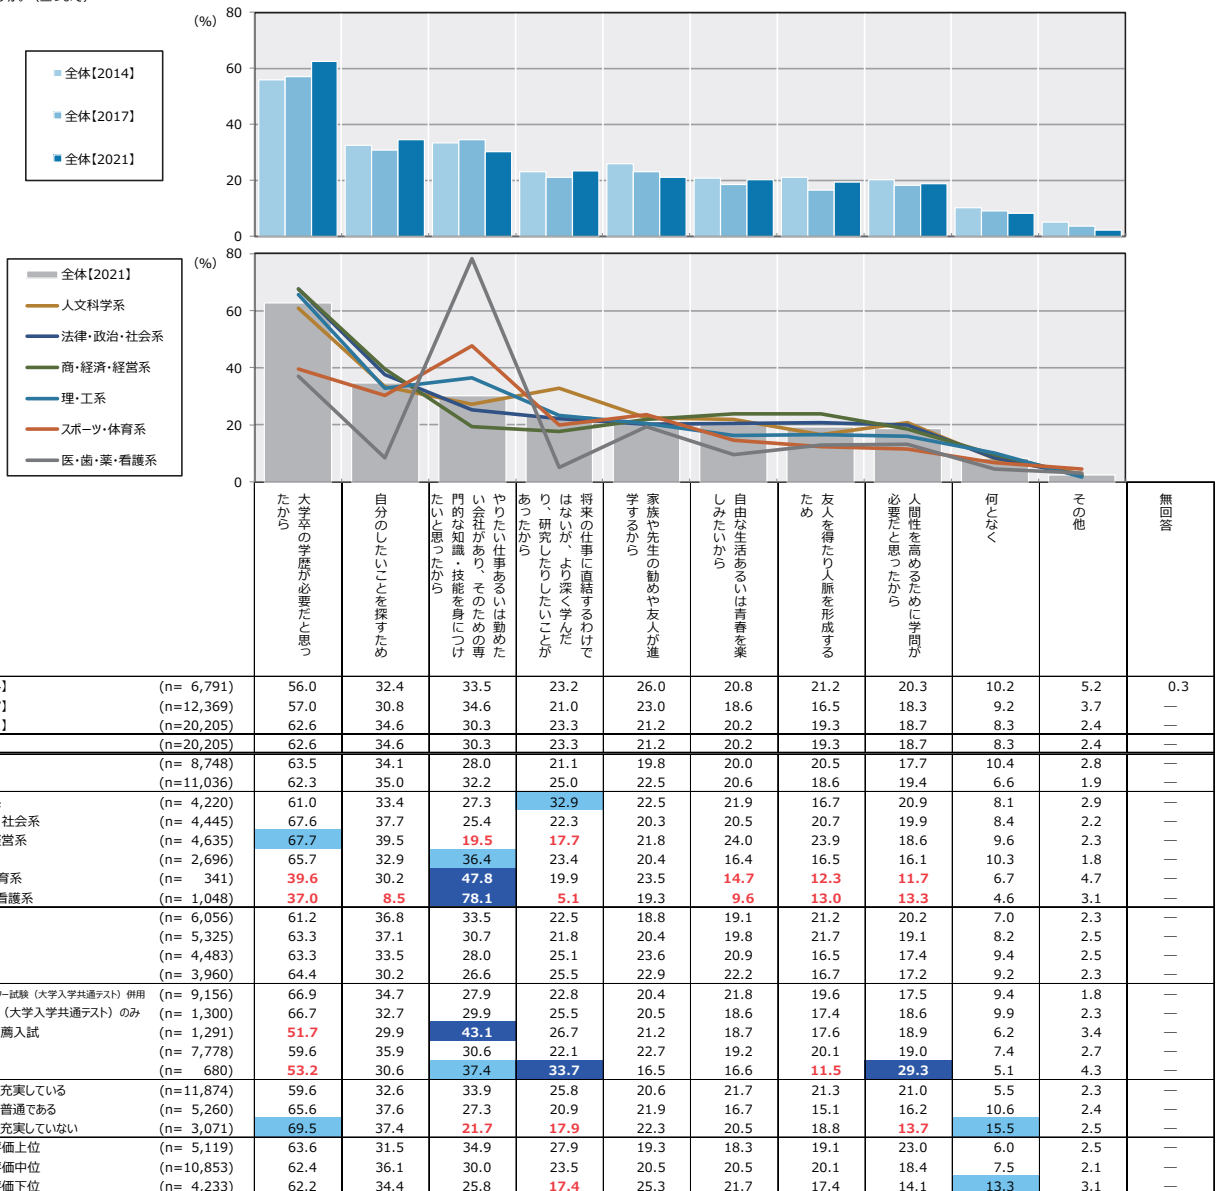 (%)
80
60
40
20
0
全体【2014】
全体【2017】
全体【2021】
(%)
80
60
40
20
0
全体【2021】
人文科学系
法律・政治・社会系
商・経済・経営系
理・工系
スポーツ・体育系
医・歯・薬・看護系
大学卒の学歴が必要だと思っ
たから
自分のしたいことを探すため
やりたい仕事あるいは勤めた
い会社があり、そのための専
門的な知識・技能を身につけ
たいと思ったから
将来の仕事に直結するわけで
はないが、より深く学んだ
り、研究したりしたいことが
あったから
家族や先生の勧めや友人が進
学するから
自由な生活あるいは青春を楽
しみたいから
友人を得たり人脈を形成する
ため
人間性を高めるために学問が
必要だと思ったから
何となく
その他
無回答
】 (n= 6,791) 56.0 32.4 33.5 23.2 26.0 20.8 21.2 20.3 10.2 5.2 0.3
】 (n=12,369) 57.0 30.8 34.6 21.0 23.0 18.6 16.5 18.3 9.2 3.7 ―
】 (n=20,205) 62.6 34.6 30.3 23.3 21.2 20.2 19.3 18.7 8.3 2.4 ―
(n=20,205) 62.6 34.6 30.3 23.3 21.2 20.2 19.3 18.7 8.3 2.4 ―
(n= 8,748) 63.5 34.1 28.0 21.1 19.8 20.0 20.5 17.7 10.4 2.8 ―
(n=11,036) 62.3 35.0 32.2 25.0 22.5 20.6 18.6 19.4 6.6 1.9 ―
(n= 4,220) 61.0 33.4 27.3 32.9 22.5 21.9 16.7 20.9 8.1 2.9 ―
社会系 (n= 4,445) 67.6 37.7 25.4 22.3 20.3 20.5 20.7 19.9 8.4 2.2 ―
営系 (n= 4,635) 67.7 39.5 19.5 17.7 21.8 24.0 23.9 18.6 9.6 2.3 ―
(n= 2,696) 65.7 32.9 36.4 23.4 20.4 16.4 16.5 16.1 10.3 1.8 ―
育系 (n= 341) 39.6 30.2 47.8 19.9 23.5 14.7 12.3 11.7 6.7 4.7 ―
看護系 (n= 1,048) 37.0 8.5 78.1 5.1 19.3 9.6 13.0 13.3 4.6 3.1 ―
(n= 6,056) 61.2 36.8 33.5 22.5 18.8 19.1 21.2 20.2 7.0 2.3 ―
(n= 5,325) 63.3 37.1 30.7 21.8 20.4 19.8 21.7 19.1 8.2 2.5 ―
(n= 4,483) 63.3 33.5 28.0 25.1 23.6 20.9 16.5 17.4 9.4 2.5 ―
(n= 3,960) 64.4 30.2 26.6 25.5 22.9 22.2 16.7 17.2 9.2 2.3 ―
ター試験（大学入学共通テスト）併用 (n= 9,156) 66.9 34.7 27.9 22.8 20.4 21.8 19.6 17.5 9.4 1.8 ―
（大学入学共通テスト）のみ (n= 1,300) 66.7 32.7 29.9 25.5 20.5 18.6 17.4 18.6 9.9 2.3 ―
薦入試 (n= 1,291) 51.7 29.9 43.1 26.7 21.2 18.7 17.6 18.9 6.2 3.4 ―
(n= 7,778) 59.6 35.9 30.6 22.1 22.7 19.2 20.1 19.0 7.4 2.7 ―
(n= 680) 53.2 30.6 37.4 33.7 16.5 16.6 11.5 29.3 5.1 4.3 ―
充実している (n=11,874) 59.6 32.6 33.9 25.8 20.6 21.7 21.3 21.0 5.5 2.3 ―
普通である (n= 5,260) 65.6 37.6 27.3 20.9 21.9 16.7 15.1 16.2 10.6 2.4 ―
充実していない (n= 3,071) 69.5 37.4 21.7 17.9 22.3 20.5 18.8 13.7 15.5 2.5 ―
価上位 (n= 5,119) 63.6 31.5 34.9 27.9 19.3 18.3 19.1 23.0 6.0 2.5 ―
価中位 (n=10,853) 62.4 36.1 30.0 23.5 20.5 20.5 20.1 18.4 7.5 2.1 ―
価下位 (n= 4,233) 62.2 34.4 25.8 17.4 25.3 21.7 17.4 14.1 13.3 3.1 ―